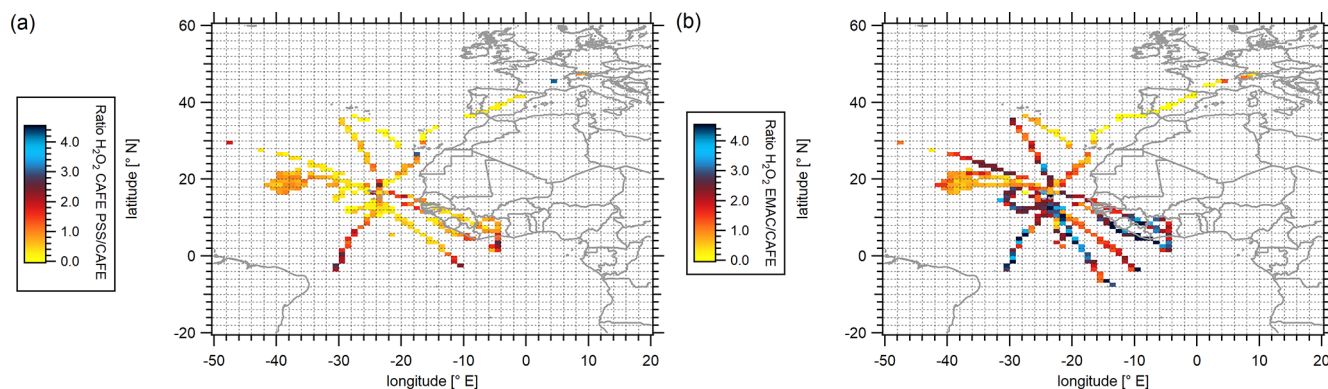 (a)
Ratio H₂O₂ CAFE PSS/CAFE
4.0
3.0
2.0
1.0
0.0
latitude [° N]
60
40
20
0
-20
-50 -40 -30 -20 -10 0 10 20
longitude [° E]
(b)
Ratio H₂O₂ EMAC/CAFE
4.0
3.0
2.0
1.0
0.0
latitude [° N]
60
40
20
0
-20
-50 -40 -30 -20 -10 0 10 20
longitude [° E]